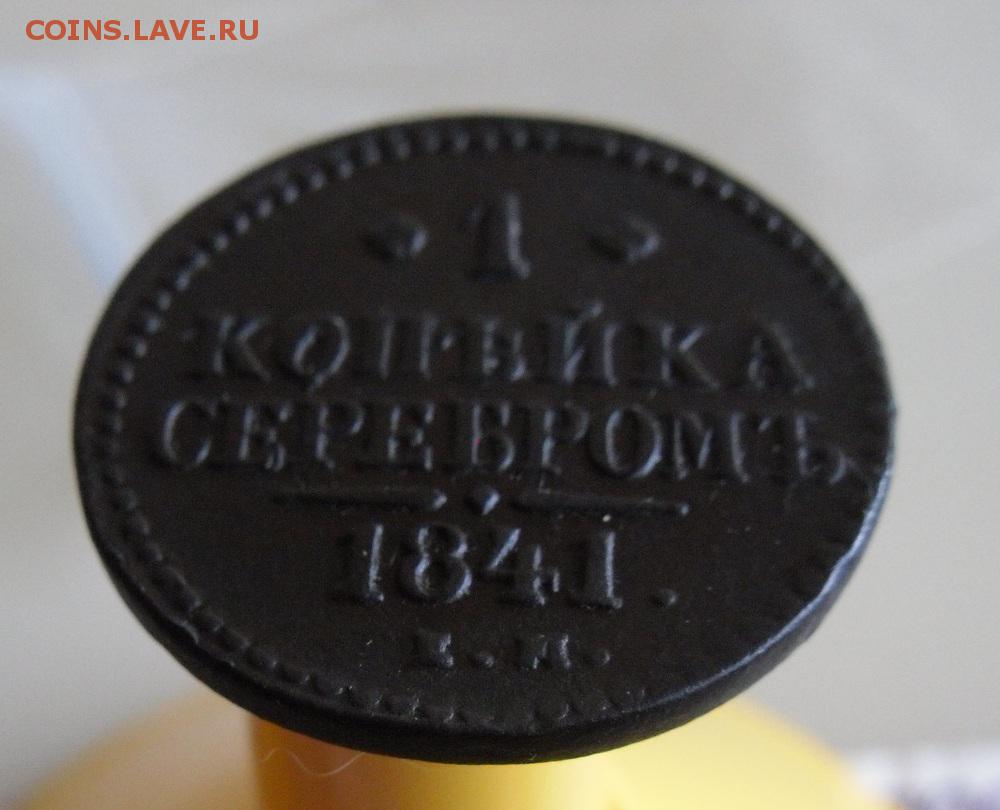 COINS.LAVE.RU
1
КОПѢЙКА
СЕРЕБРОМЪ
1841.